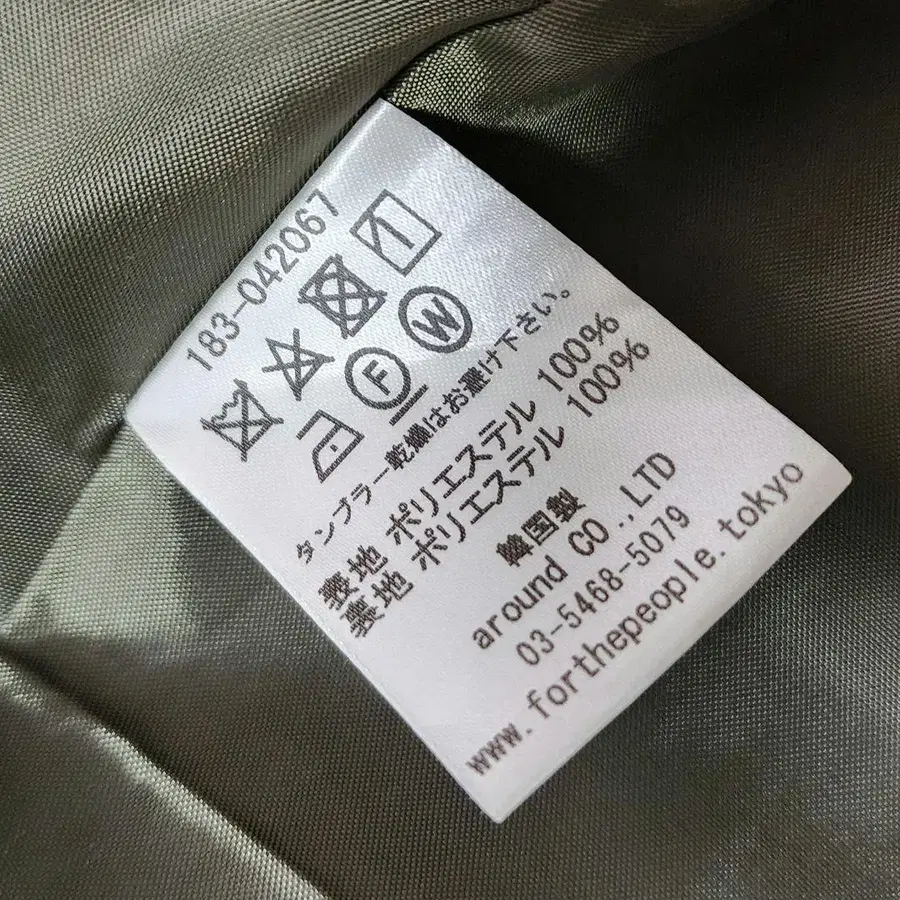 183-042067
F W
タンブラー乾燥はお避け下さい。
表地 ポリエステル 100%
裏地 ポリエステル 100%
韓国製
around CO.,LTD
03-5468-5079
www.forthepeople.tokyo